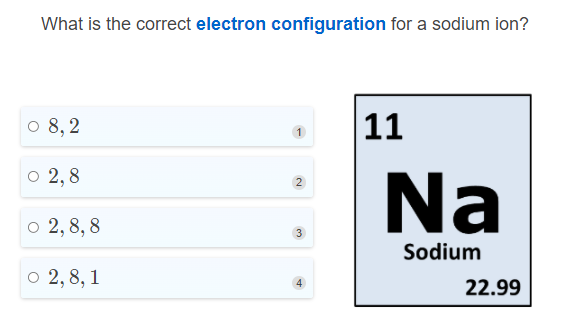 What is the correct electron configuration for a sodium ion?
8, 2
1
2, 8
2
2, 8, 8
3
2, 8, 1
4
11
Na
Sodium
22.99